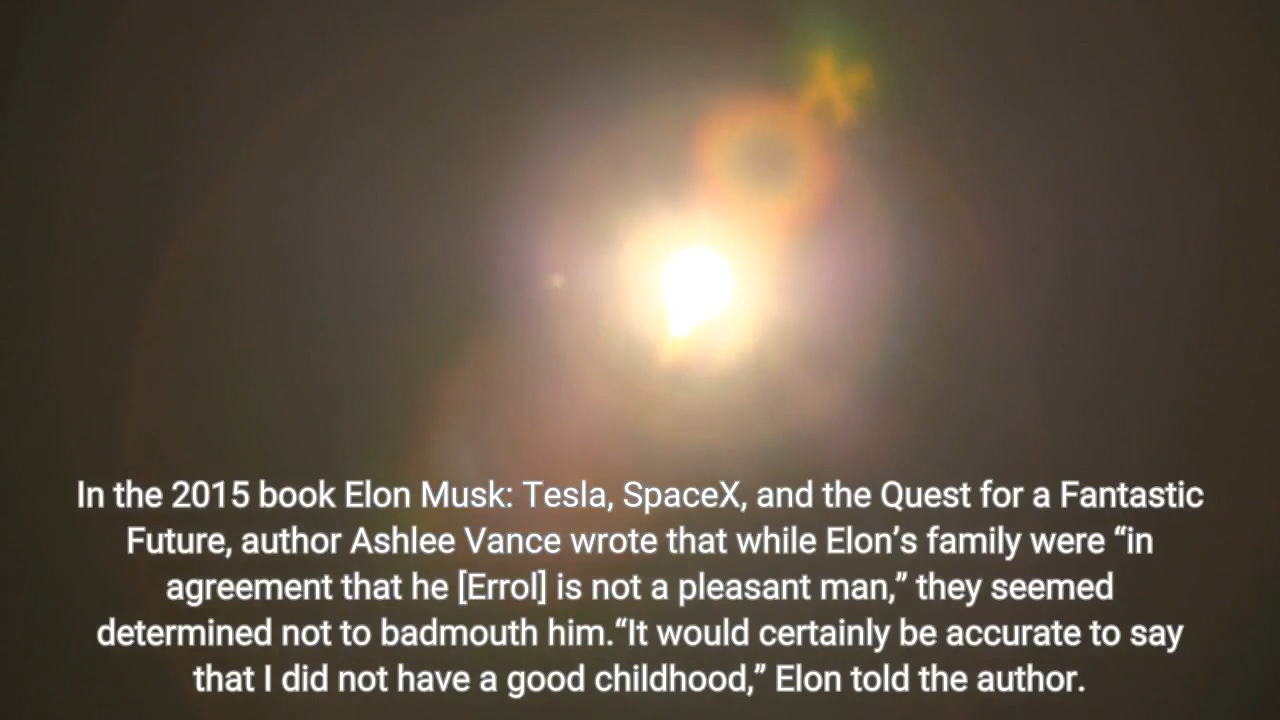 In the 2015 book Elon Musk: Tesla, SpaceX, and the Quest for a Fantastic
Future, author Ashlee Vance wrote that while Elon’s family were “in
agreement that he [Errol] is not a pleasant man,” they seemed
determined not to badmouth him.“It would certainly be accurate to say
that I did not have a good childhood,” Elon told the author.